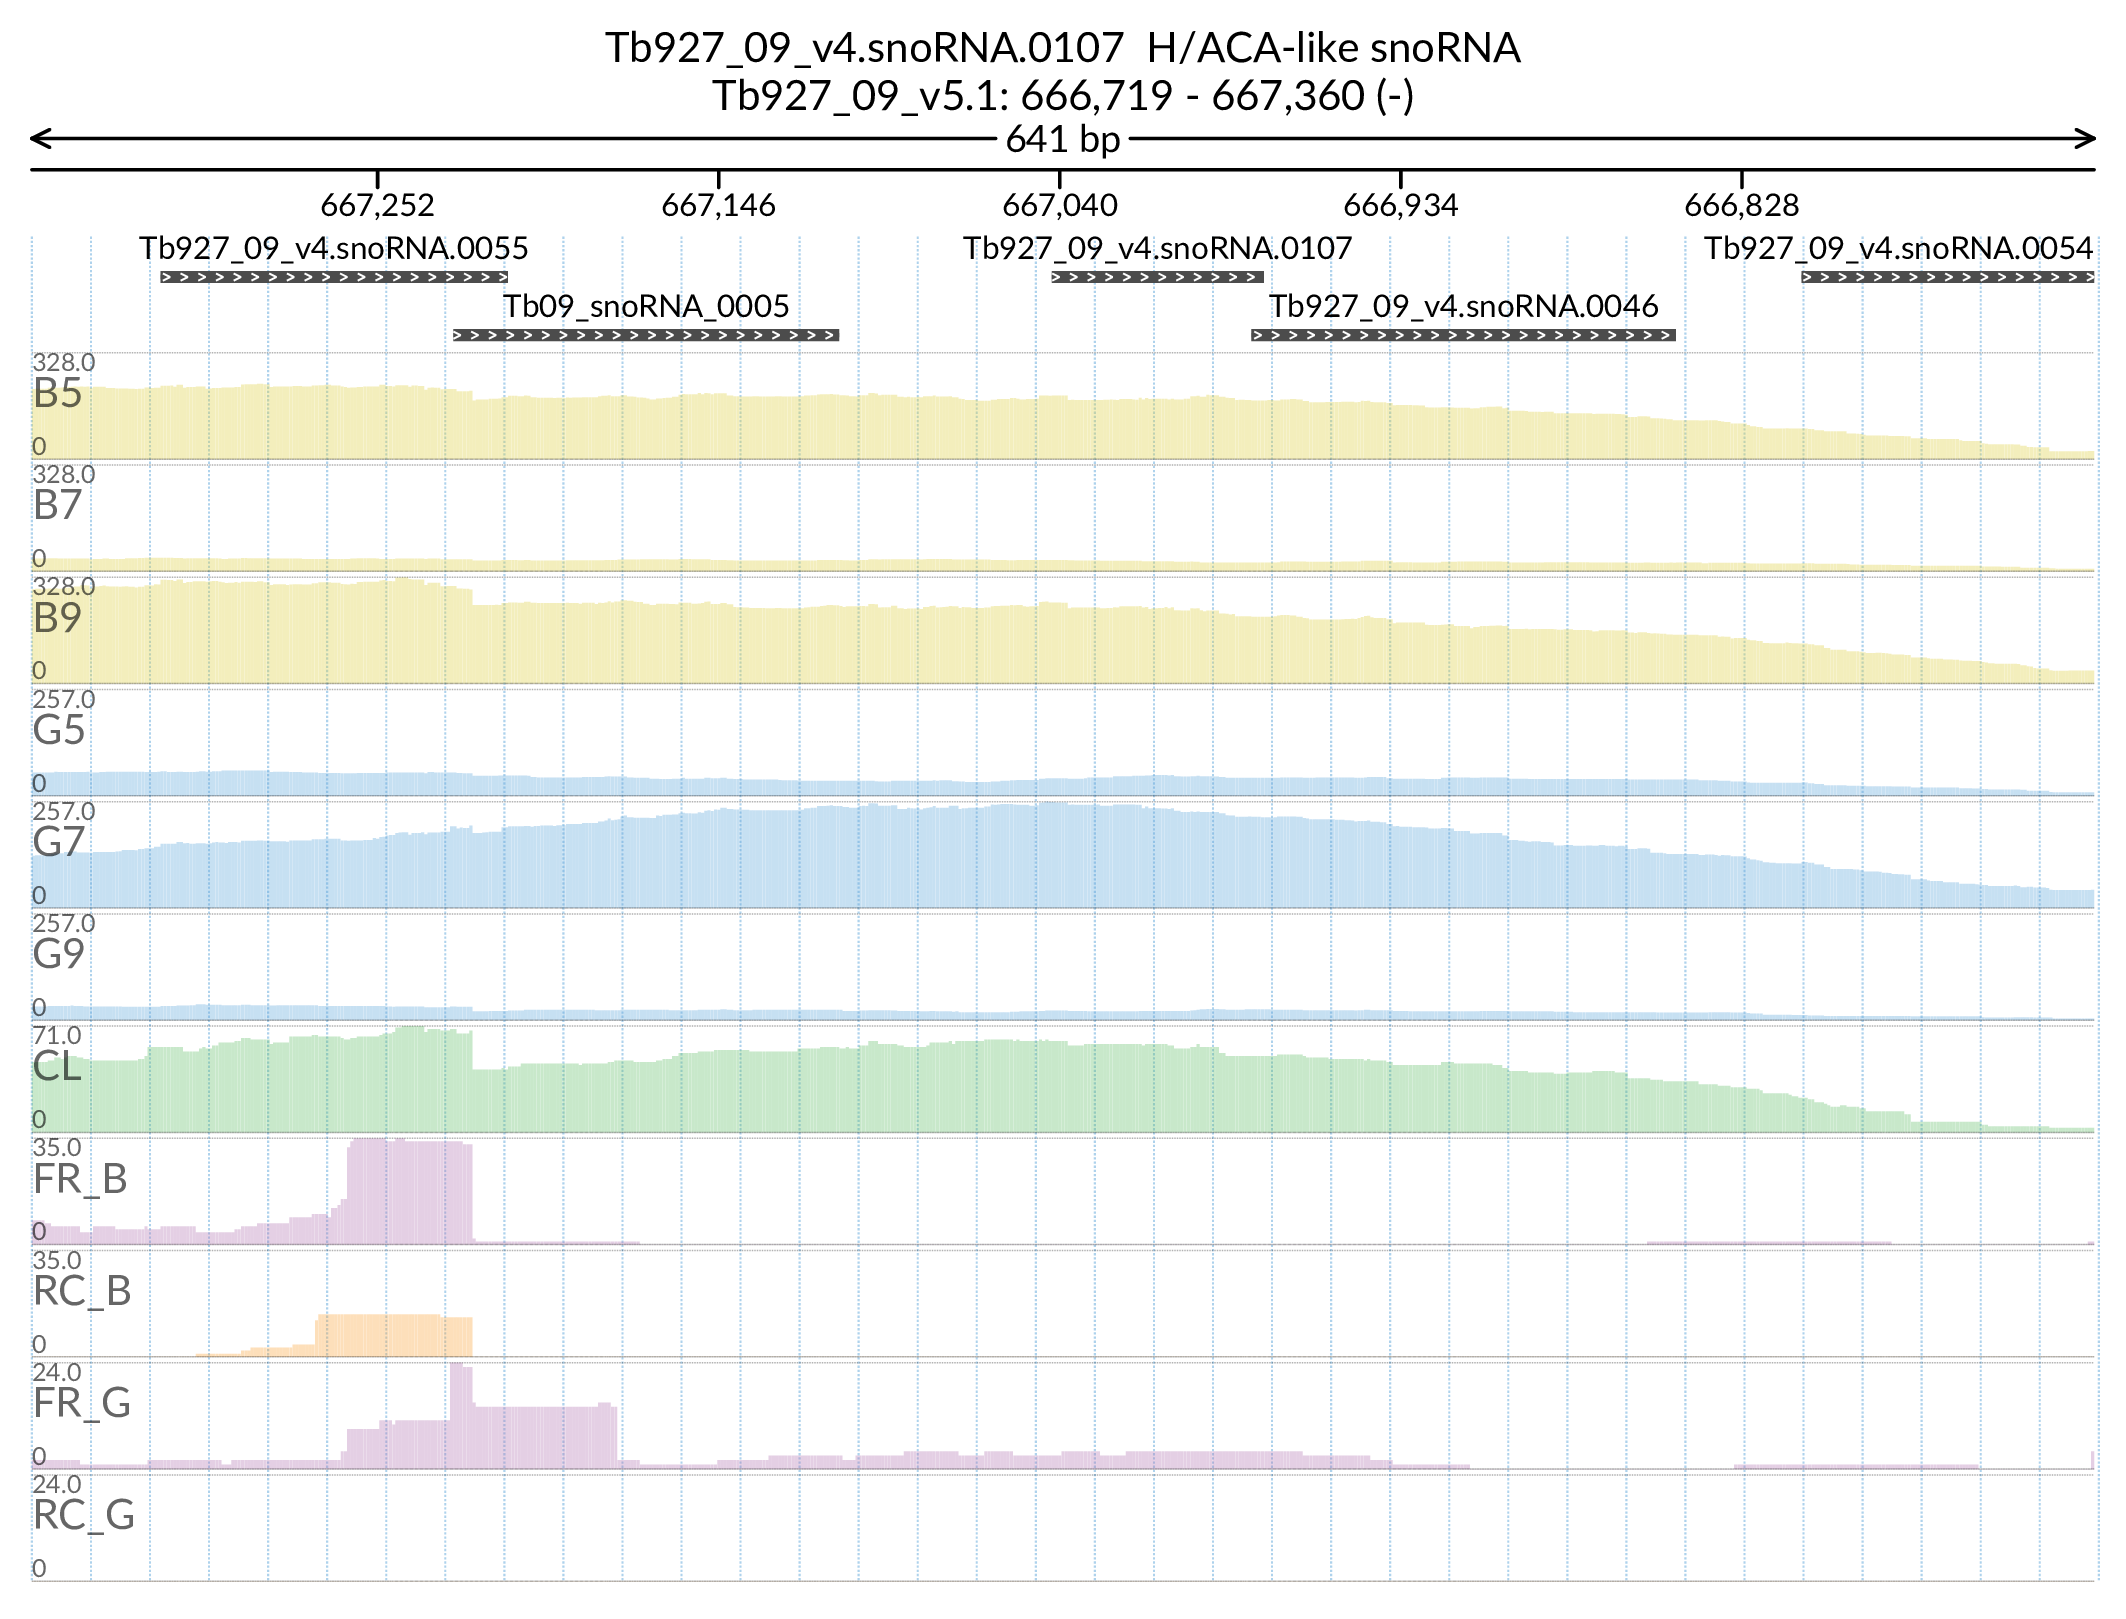 Tb927_09_v4.snoRNA.0107 H/ACA-like snoRNA
Tb927_09_v5.1: 666,719 - 667,360 (-)
641 bp
667,252 667,146 667,040 666,934 666,828
Tb927_09_v4.snoRNA.0055 Tb927_09_v4.snoRNA.0107 Tb927_09_v4.snoRNA.0054
Tb09_snoRNA_0005 Tb927_09_v4.snoRNA.0046
328.0
B5
0
328.0
B7
0
328.0
B9
0
257.0
G5
0
257.0
G7
0
257.0
G9
0
71.0
CL
0
35.0
FR_B
0
35.0
RC_B
0
24.0
FR_G
0
24.0
RC_G
0